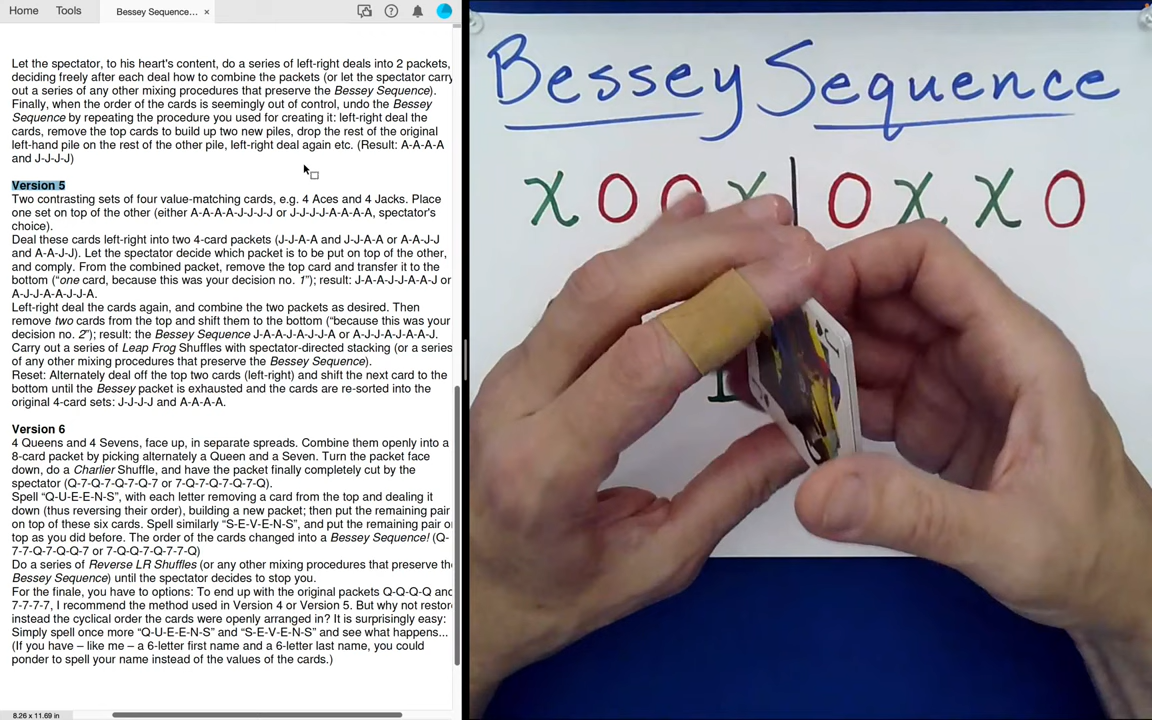 Home
Tools
Bessey Sequence... ×
Let the spectator, to his heart's content, do a series of left-right deals into 2 packets,
deciding freely after each deal how to combine the packets (or let the spectator carry
out a series of any other mixing procedures that preserve the Bessey Sequence).
Finally, when the order of the cards is seemingly out of control, undo the Bessey
Sequence by repeating the procedure you used for creating it: left-right deal the
cards, remove the top cards to build up two new piles, drop the rest of the original
left-hand pile on the rest of the other pile, left-right deal again etc. (Result: A-A-A-A
and J-J-J-J)
Version 5
Two contrasting sets of four value-matching cards, e.g. 4 Aces and 4 Jacks. Place
one set on top of the other (either A-A-A-A-J-J-J-J or J-J-J-J-A-A-A-A, spectator's
choice).
Deal these cards left-right into two 4-card packets (J-J-A-A and J-J-A-A or A-A-J-J
and A-A-J-J). Let the spectator decide which packet is to be put on top of the other,
and comply. From the combined packet, remove the top card and transfer it to the
bottom ("one card, because this was your decision no. 1"); result: J-A-A-J-J-A-A-J or
A-J-J-A-A-J-J-A.
Left-right deal the cards again, and combine the two packets as desired. Then
remove two cards from the top and shift them to the bottom ("because this was your
decision no. 2"); result: the Bessey Sequence J-A-A-J-A-J-J-A or A-J-J-A-J-A-A-J.
Carry out a series of Leap Frog Shuffles with spectator-directed stacking (or a series
of any other mixing procedures that preserve the Bessey Sequence).
Reset: Alternately deal off the top two cards (left-right) and shift the next card to the
bottom until the Bessey packet is exhausted and the cards are re-sorted into the
original 4-card sets: J-J-J-J and A-A-A-A.
Version 6
4 Queens and 4 Sevens, face up, in separate spreads. Combine them openly into a
8-card packet by picking alternately a Queen and a Seven. Turn the packet face
down, do a Charlier Shuffle, and have the packet finally completely cut by the
spectator (Q-7-Q-7-Q-7-Q-7 or 7-Q-7-Q-7-Q-7-Q).
Spell "Q-U-E-E-N-S", with each letter removing a card from the top and dealing it
down (thus reversing their order), building a new packet; then put the remaining pair
on top of these six cards. Spell similarly "S-E-V-E-N-S", and put the remaining pair o
top as you did before. The order of the cards changed into a Bessey Sequence! (Q-
7-7-Q-7-Q-Q-7 or 7-Q-Q-7-Q-7-7-Q)
Do a series of Reverse LR Shuffles (or any other mixing procedures that preserve the
Bessey Sequence) until the spectator decides to stop you.
For the finale, you have to options: To end up with the original packets Q-Q-Q-Q and
7-7-7-7, I recommend the method used in Version 4 or Version 5. But why not restor
instead the cyclical order the cards were openly arranged in? It is surprisingly easy:
Simply spell once more "Q-U-E-E-N-S" and "S-E-V-E-N-S" and see what happens...
(If you have – like me – a 6-letter first name and a 6-letter last name, you could
ponder to spell your name instead of the values of the cards.)
8.26 x 11.69 in
Bessey Sequence
X O O X | O X X O
J